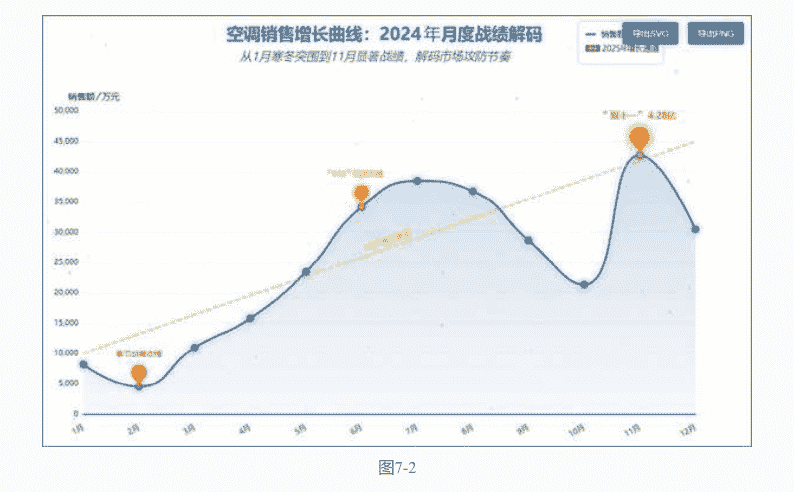 空调销售增长曲线：2024年月度战绩解码
从1月寒冬突围到11月显著战绩，解码市场攻防节奏
导出SVG
导出PNG
销售额
2025年增长通道
销售额/万元
50,000
45,000
40,000
35,000
30,000
25,000
20,000
15,000
10,000
5,000
0
1月
2月
3月
4月
5月
6月
7月
8月
9月
10月
11月
12月
图7-2